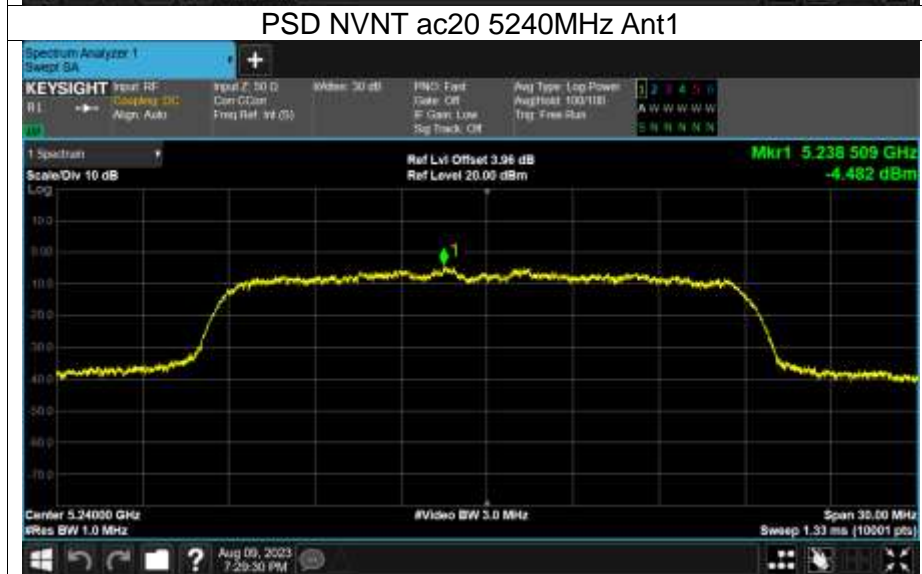 PSD NVNT ac20 5240MHz Ant1
Spectrum Analyzer 1
Swept SA
+
KEYSIGHT Input: RF
Coupling: DC
Align: Auto
Input Z: 50 Ω
Corr CCorr
Freq Ref: Int (S)
#Atten: 30 dB
PNO: Fast
Gate: Off
IF Gain: Low
Sig Track: Off
Avg Type: Log-Power
Avg|Hold: 100/100
Trig: Free Run
1 2 3 4 5 6
A W W W W W
S N N N N N
1 Spectrum
Scale/Div 10 dB
Log
Ref Lvl Offset 3.96 dB
Ref Level 20.00 dBm
Mkr1 5.238 509 GHz
-4.482 dBm
10.0
0.00
-10.0
-20.0
-30.0
-40.0
-50.0
-60.0
-70.0
1
Center 5.24000 GHz
#Res BW 1.0 MHz
#Video BW 3.0 MHz
Span 30.00 MHz
Sweep 1.33 ms (10001 pts)
?
Aug 09, 2023
7:29:30 PM